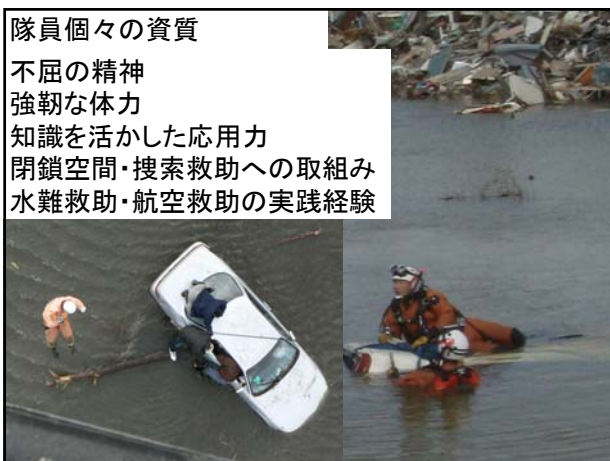 隊員個々の資質
不屈の精神
強靭な体力
知識を活かした応用力
閉鎖空間・捜索救助への取組み
水難救助・航空救助の実践経験